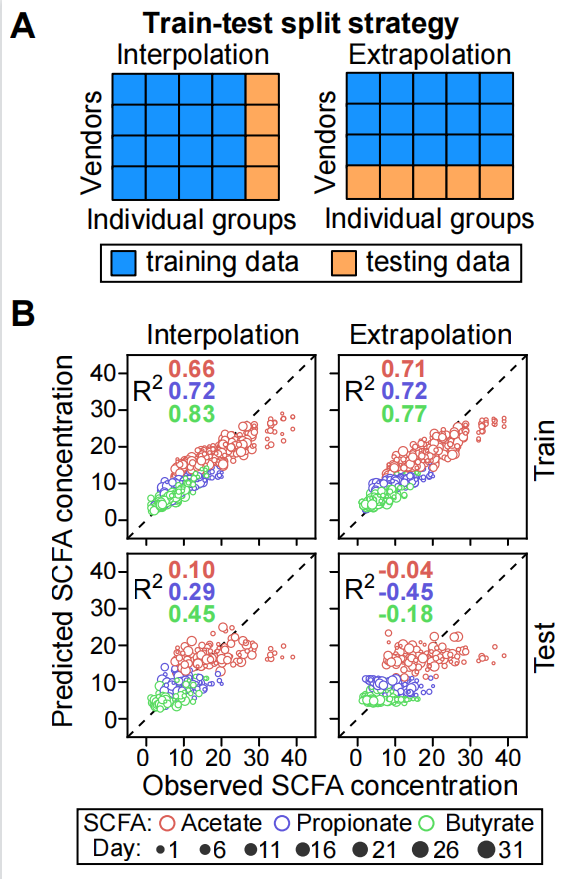 A
Train-test split strategy
Interpolation Extrapolation
Vendors Vendors
Individual groups Individual groups
training data testing data
B
Interpolation Extrapolation
Predicted SCFA concentration
40 R² 0.66 0.72 0.83 R² 0.71 0.72 0.77
30
20
10
0
Train
40 R² 0.10 0.29 0.45 R² -0.04 -0.45 -0.18
30
20
10
0
Test
0 10 20 30 40 0 10 20 30 40
Observed SCFA concentration
SCFA: Acetate Propionate Butyrate
Day: 1 6 11 16 21 26 31